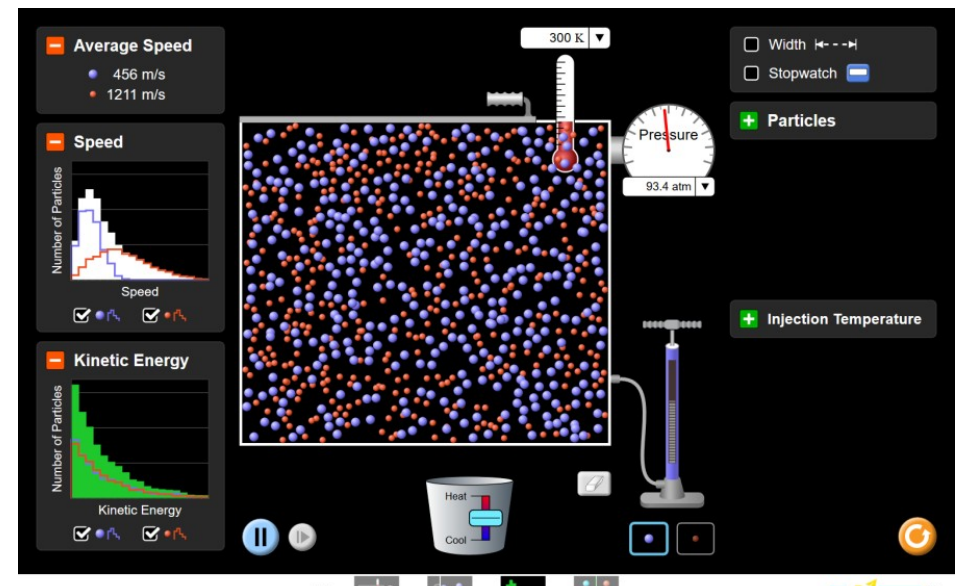 Average Speed
456 m/s
1211 m/s
Speed
Number of Particles
Speed
Kinetic Energy
Number of Particles
Kinetic Energy
300 K
Pressure
93.4 atm
Heat
Cool
Width
Stopwatch
Particles
Injection Temperature